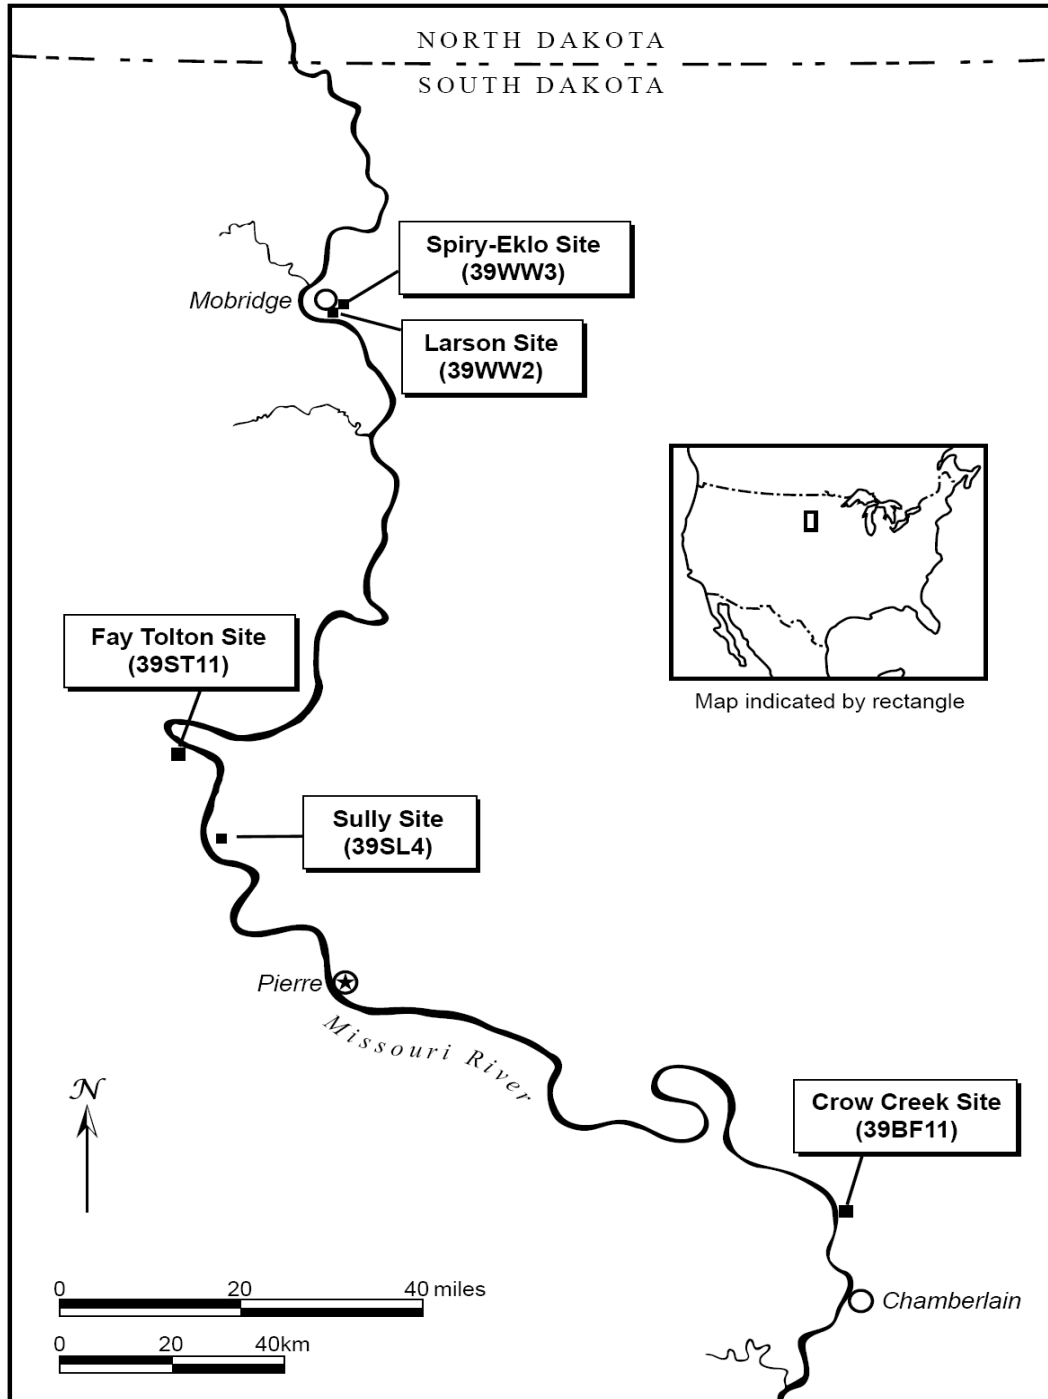 NORTH DAKOTA
SOUTH DAKOTA
Spiry-Eklo Site
(39WW3)
Mobridge
Larson Site
(39WW2)
Map indicated by rectangle
Fay Tolton Site
(39ST11)
Sully Site
(39SL4)
Pierre
Missouri River
N
Crow Creek Site
(39BF11)
0 20 40 miles
Chamberlain
0 20 40km